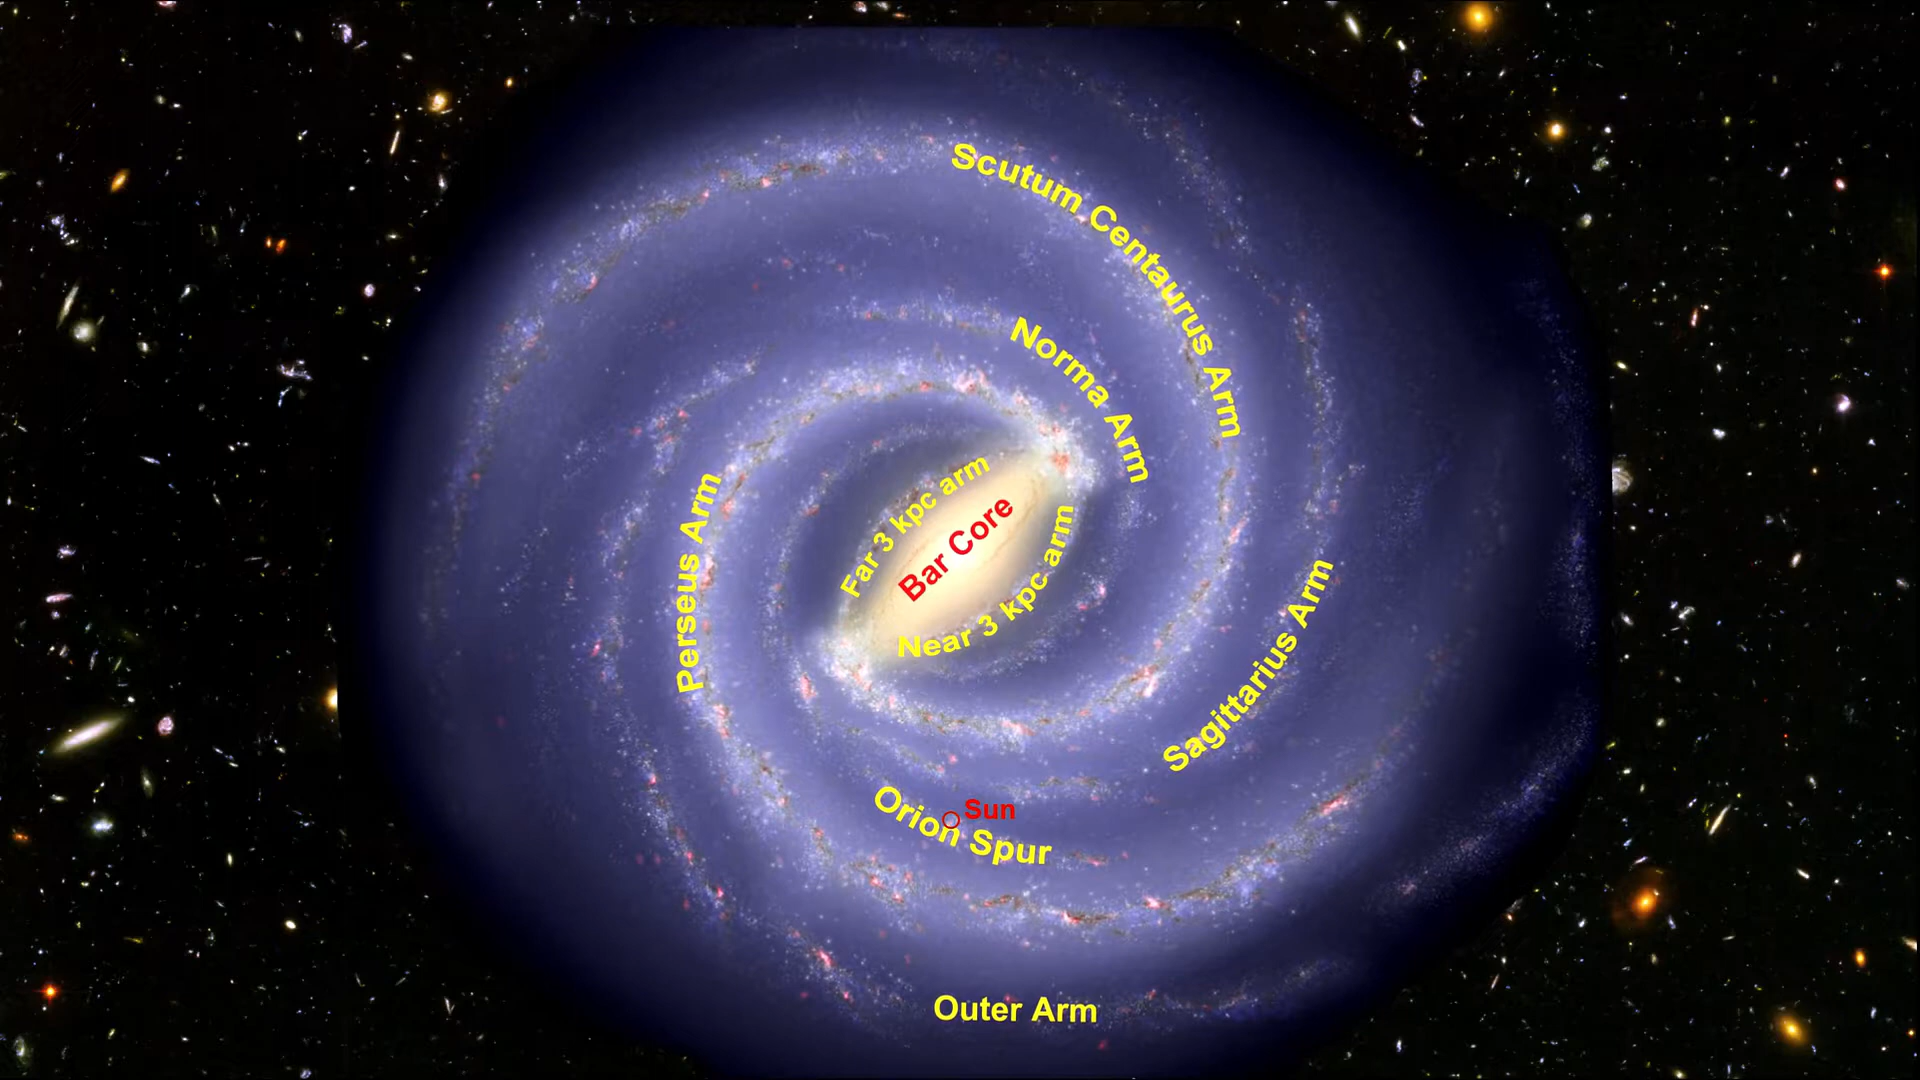 Scutum Centaurus Arm
Norma Arm
Far 3 kpc arm
Bar Core
Near 3 kpc arm
Perseus Arm
Sagittarius Arm
Sun
Orion Spur
Outer Arm